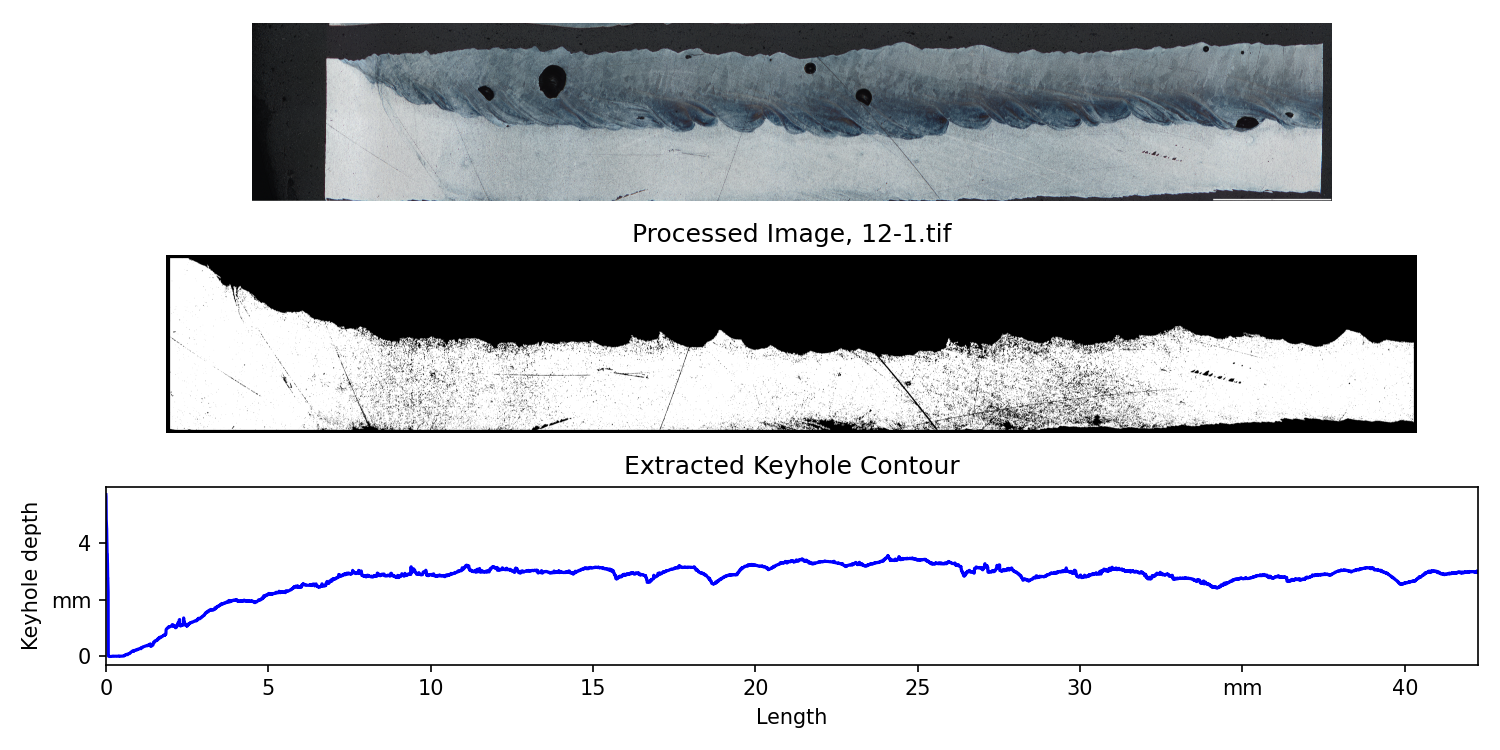 Processed Image, 12-1.tif
Extracted Keyhole Contour
Keyhole depth
4
mm
0
0 5 10 15 20 25 30 mm 40
Length